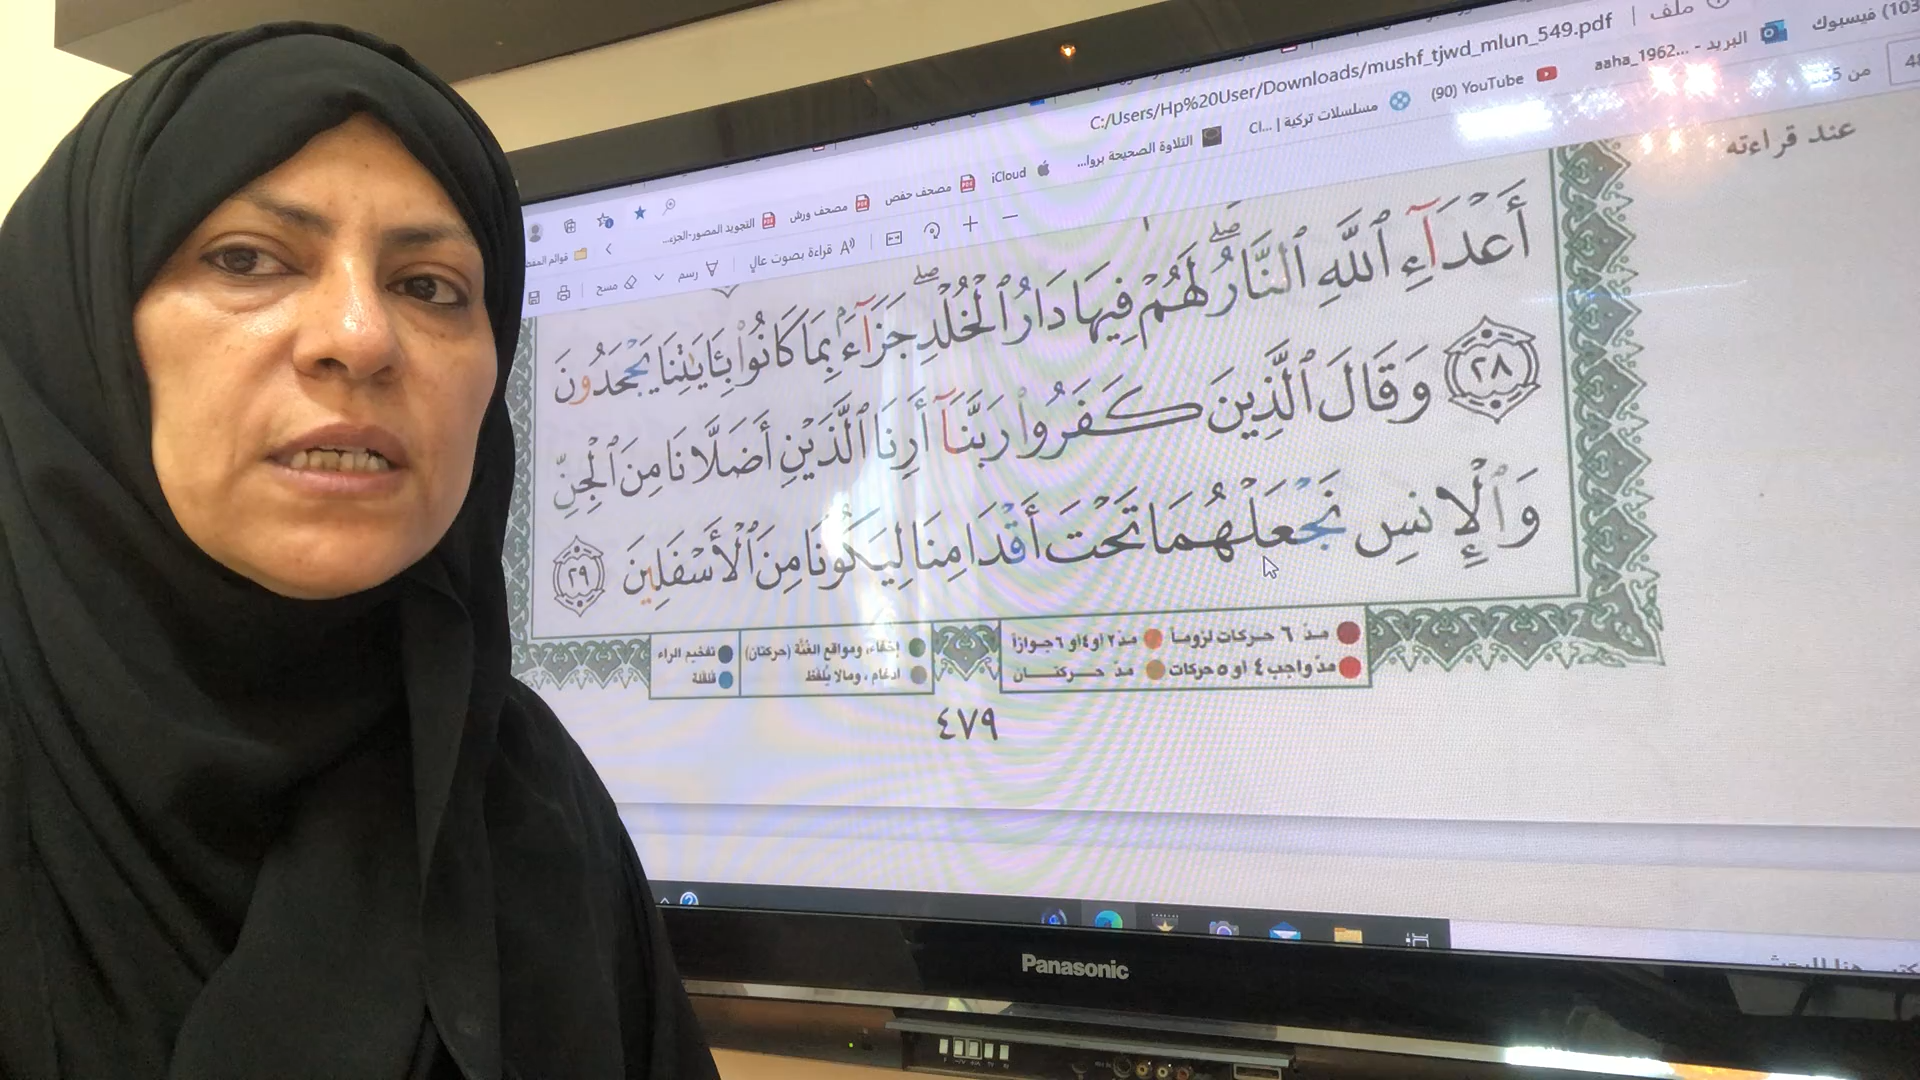 ملف | C:/Users/Hp%20User/Downloads/mushf_tjwd_mlun_549.pdf
فيسبوك (103
البريد - ...aaha_1962
(90) YouTube
مسلسلات تركية | ...Cl
التلاوة الصحيحة بروا...
iCloud
مصحف حفص
مصحف ورش
التجويد المصور-الجزء...
قراءة بصوت عالٍ
رسم
مسح
عند قراءته
أَعْدَآءِ ٱللَّهِ ٱلنَّارُ ۖ لَهُمْ فِيهَا دَارُ ٱلْخُلْدِ ۖ جَزَآءَۢ بِمَا كَانُوا۟ بِـَٔايَٰتِنَا يَجْحَدُونَ
٢٨ وَقَالَ ٱلَّذِينَ كَفَرُوا۟ رَبَّنَآ أَرِنَا ٱلَّذَيْنِ أَضَلَّانَا مِنَ ٱلْجِنِّ
وَٱلْإِنسِ نَجْعَلْهُمَا تَحْتَ أَقْدَامِنَا لِيَكُونَا مِنَ ٱلْأَسْفَلِينَ ٢٩
مدّ ٦ حركات لزوماً مدّ ٢ أو ٤ أو ٦ جوازاً
مدّ واجب ٤ أو ٥ حركات مدّ حركتان
إخفاء، ومواقع الغنّة (حركتان)
ادغام، ومالا يُلفظ
تفخيم الراء
قلقلة
٤٧٩
Panasonic